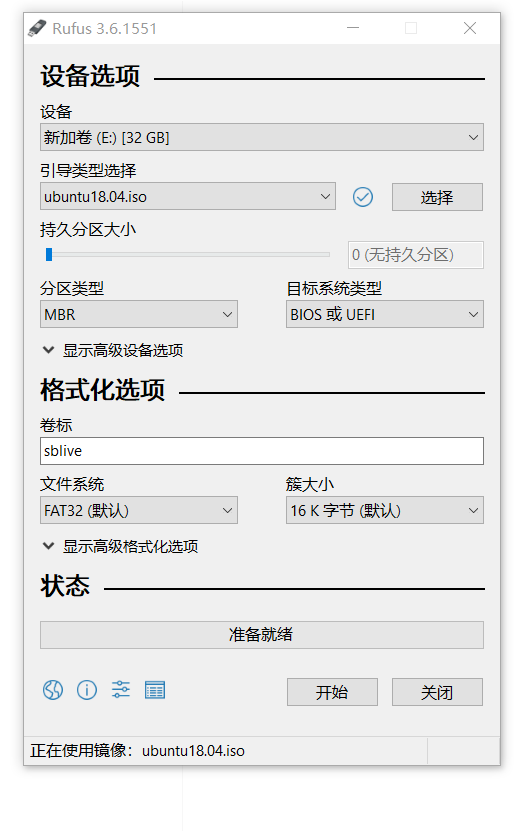 Rufus 3.6.1551
设备选项
设备
新加卷 (E:) [32 GB]
引导类型选择
ubuntu18.04.iso
选择
持久分区大小
0 (无持久分区)
分区类型
目标系统类型
MBR
BIOS 或 UEFI
显示高级设备选项
格式化选项
卷标
sblive
文件系统
簇大小
FAT32 (默认)
16 K 字节 (默认)
显示高级格式化选项
状态
准备就绪
开始
关闭
正在使用镜像：ubuntu18.04.iso